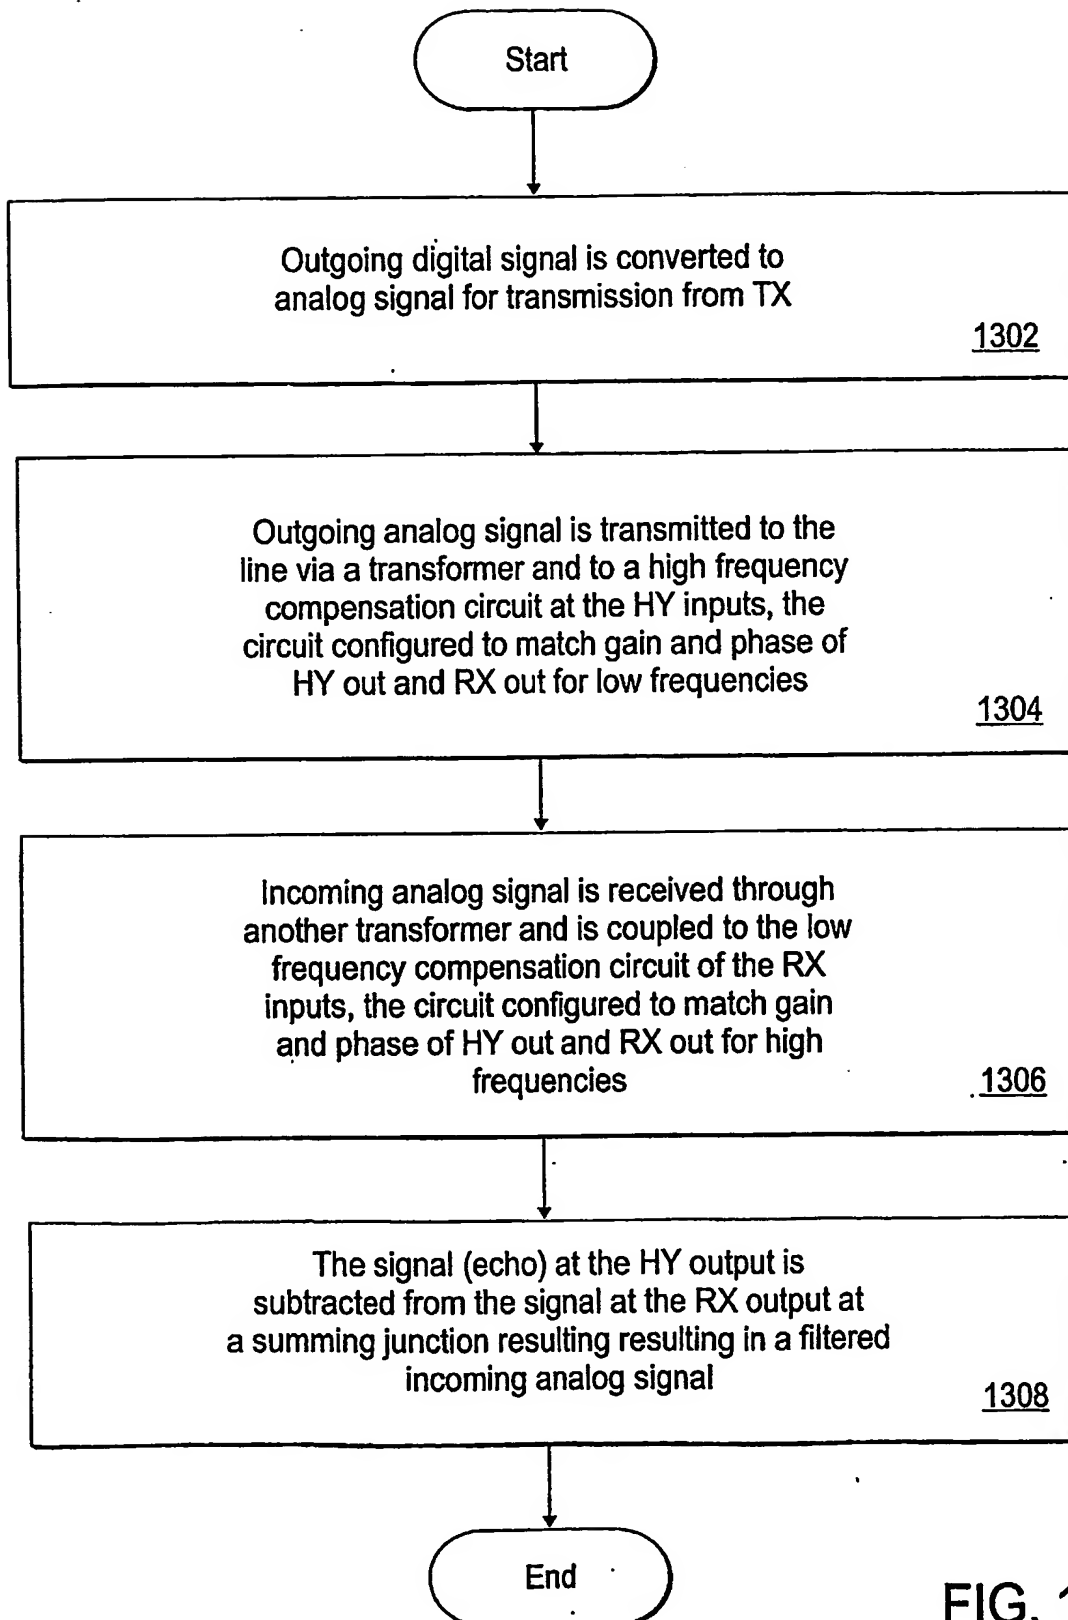 Start
Outgoing digital signal is converted to
analog signal for transmission from TX
1302
Outgoing analog signal is transmitted to the
line via a transformer and to a high frequency
compensation circuit at the HY inputs, the
circuit configured to match gain and phase of
HY out and RX out for low frequencies
1304
Incoming analog signal is received through
another transformer and is coupled to the low
frequency compensation circuit of the RX
inputs, the circuit configured to match gain
and phase of HY out and RX out for high
frequencies
1306
The signal (echo) at the HY output is
subtracted from the signal at the RX output at
a summing junction resulting resulting in a filtered
incoming analog signal
1308
End
FIG.